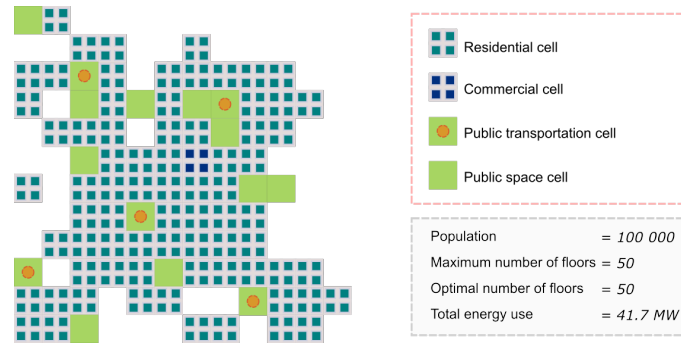 Residential cell
Commercial cell
Public transportation cell
Public space cell
Population = 100 000
Maximum number of floors = 50
Optimal number of floors = 50
Total energy use = 41.7 MW